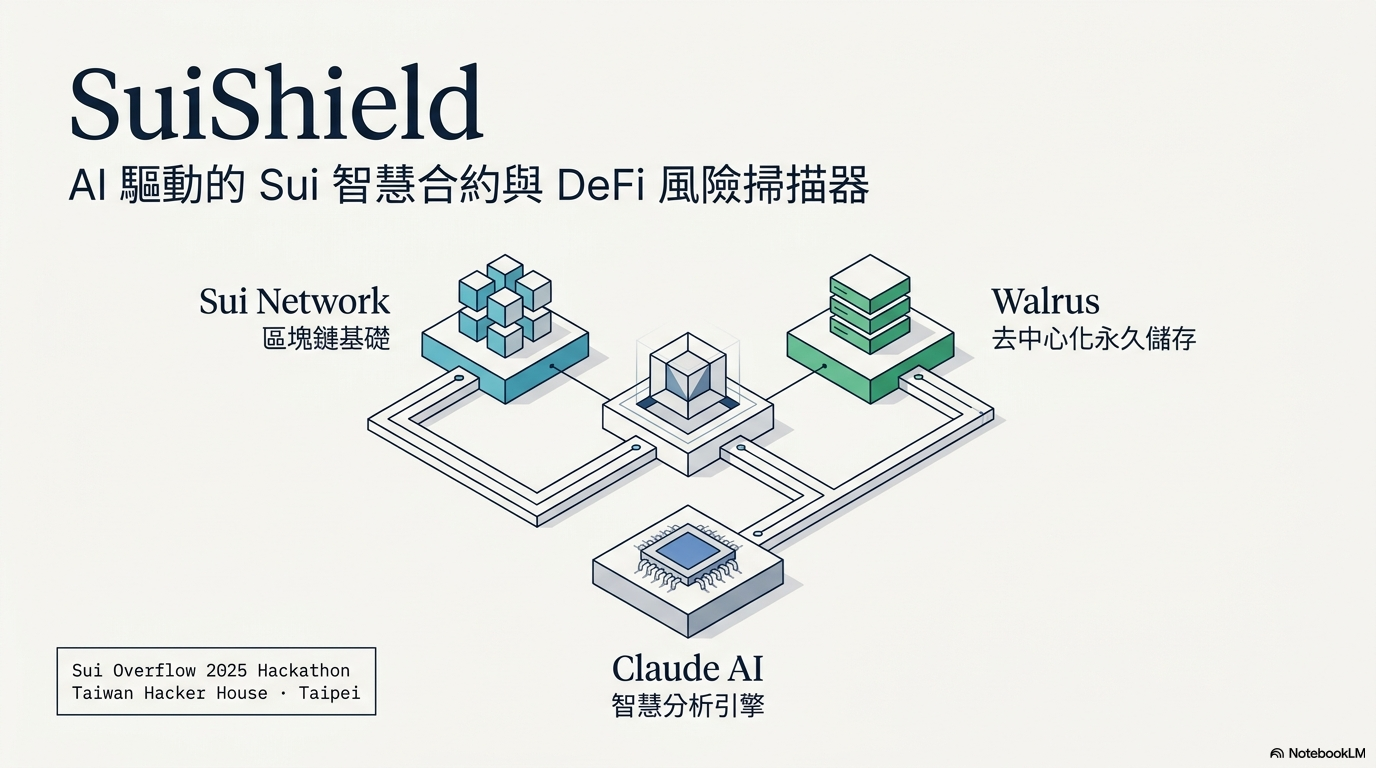 SuiShield
AI 驅動的 Sui 智慧合約與 DeFi 風險掃描器
Sui Network
區塊鏈基礎
Walrus
去中心化永久儲存
Claude AI
智慧分析引擎
Sui Overflow 2025 Hackathon
Taiwan Hacker House · Taipei
NotebookLM